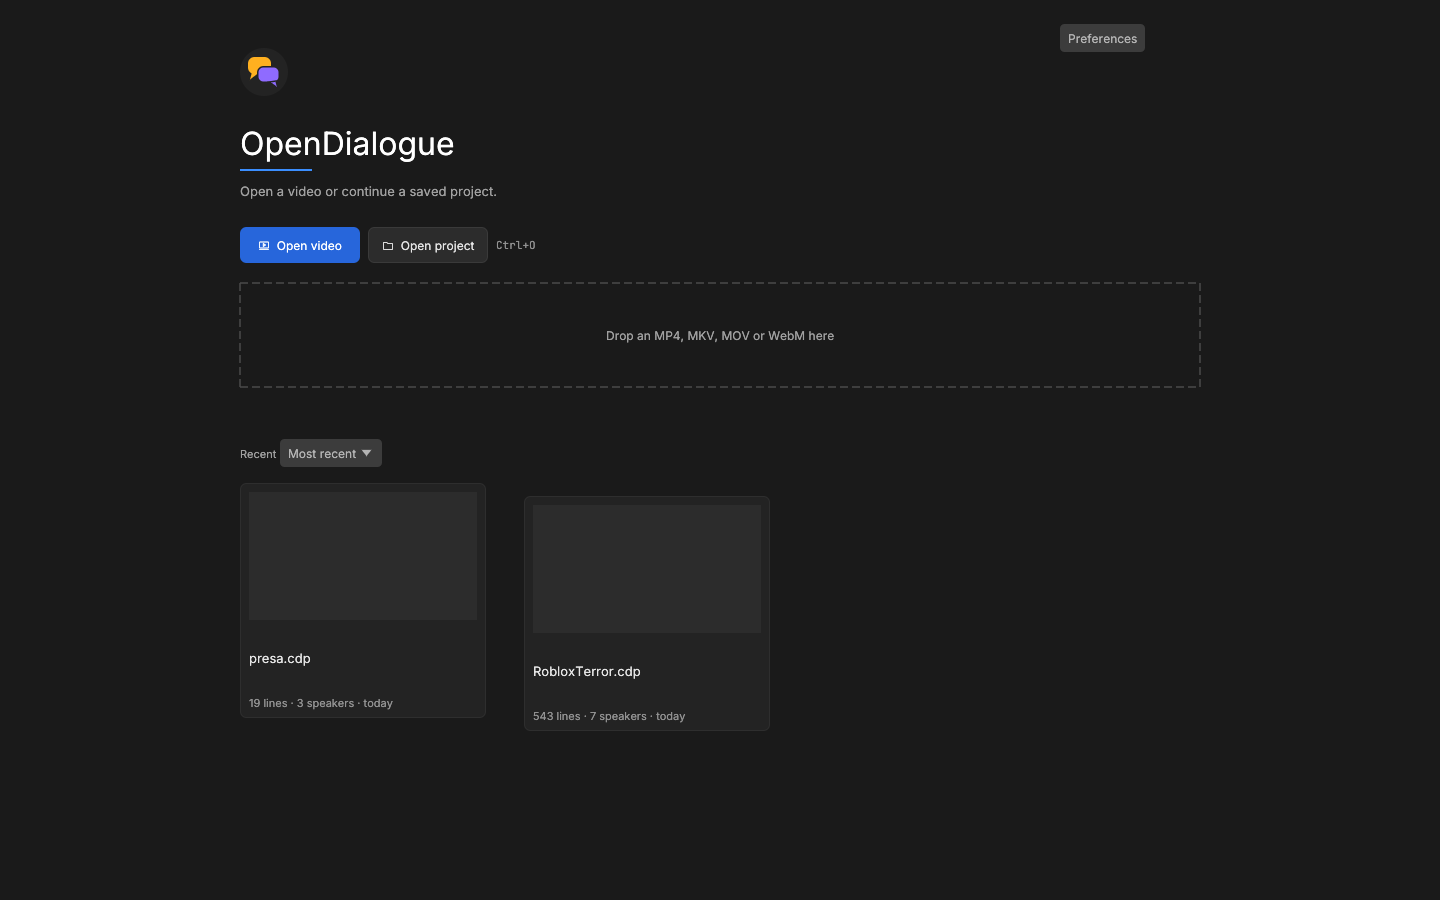 Preferences
OpenDialogue
Open a video or continue a saved project.
Open video
Open project
Ctrl+O
Drop an MP4, MKV, MOV or WebM here
Recent
Most recent
presa.cdp
19 lines · 3 speakers · today
RobloxTerror.cdp
543 lines · 7 speakers · today